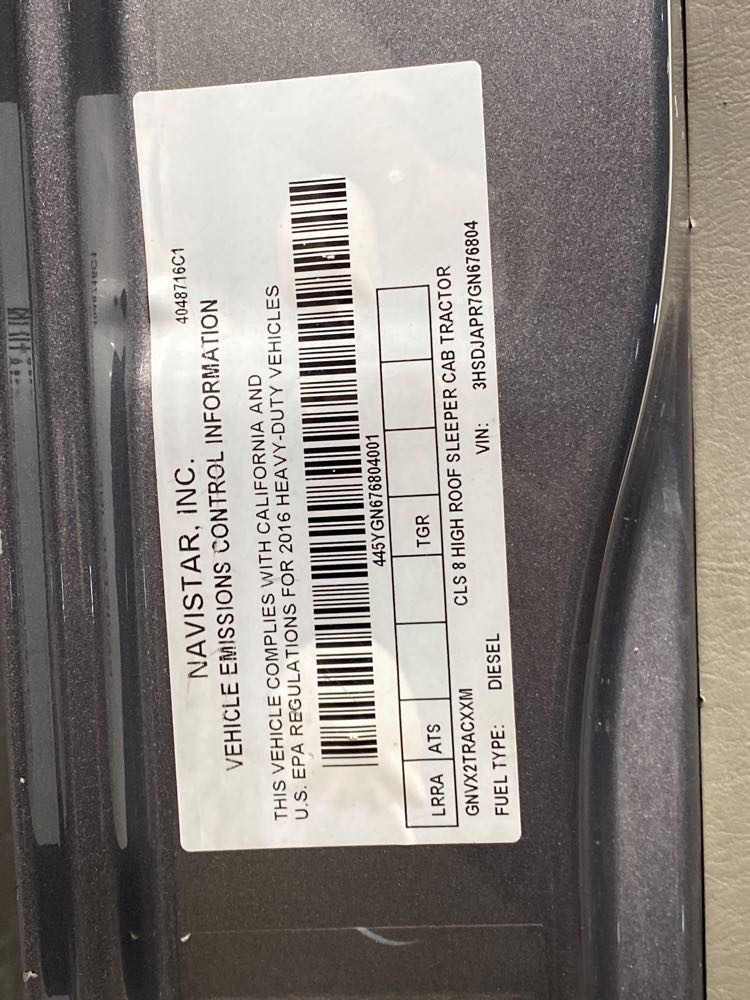 4048716C1
NAVISTAR, INC.
VEHICLE EMISSIONS CONTROL INFORMATION
THIS VEHICLE COMPLIES WITH CALIFORNIA AND
U.S. EPA REGULATIONS FOR 2016 HEAVY-DUTY VEHICLES
445YGN676804001
LRRA ATS TGR
GNVX2TRACXXM CLS 8 HIGH ROOF SLEEPER CAB TRACTOR
FUEL TYPE: DIESEL VIN: 3HSDJAPR7GN676804